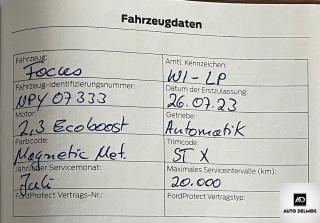 Fahrzeugdaten
Fahrzeug: Amtl. Kennzeichen:
Focus WI-LP
Fahrzeug-Identifizierungsnummer: Datum der Erstzulassung:
NPY 07333 26.07.23
Motor: Getriebe:
2,3 Ecoboost Automatik
Farbcode: Trimcode:
Magnetic Met. ST X
Jährlicher Servicemonat: Maximales Serviceintervalle (km):
Juli 20.000
FordProtect Vertrags-Nr.: FordProtect Vertragstyp:
AUTO DELMOS